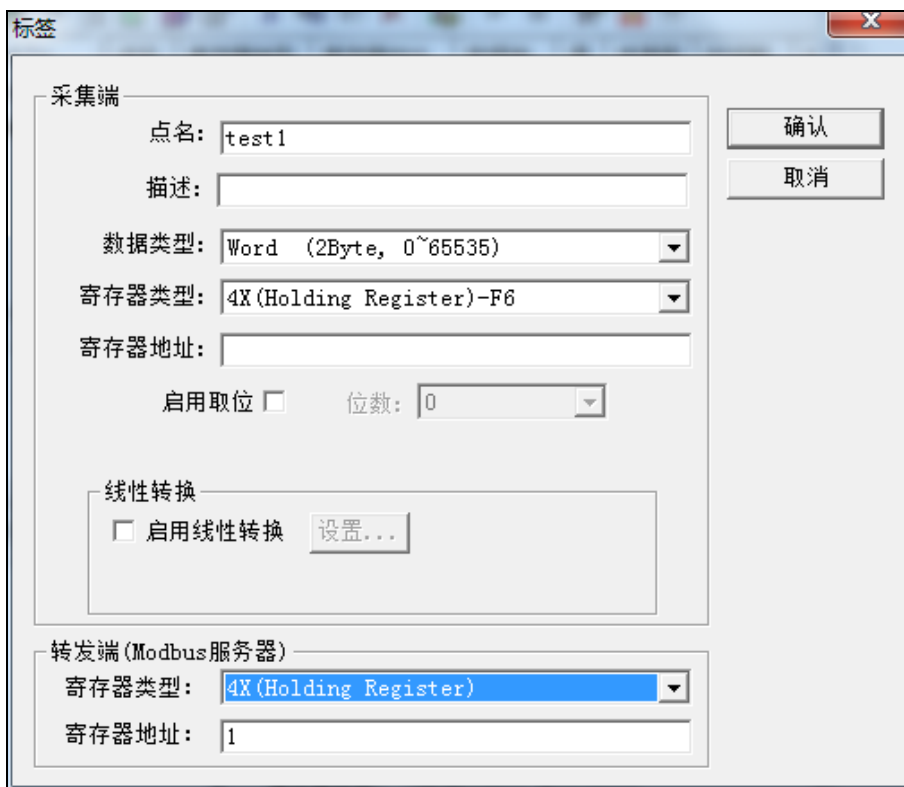 标签
X
采集端
点名: test1
确认
描述:
取消
数据类型: Word (2Byte, 0~65535)
寄存器类型: 4X(Holding Register)-F6
寄存器地址:
启用取位 位数: 0
线性转换
启用线性转换 设置...
转发端(Modbus服务器)
寄存器类型: 4X(Holding Register)
寄存器地址: 1